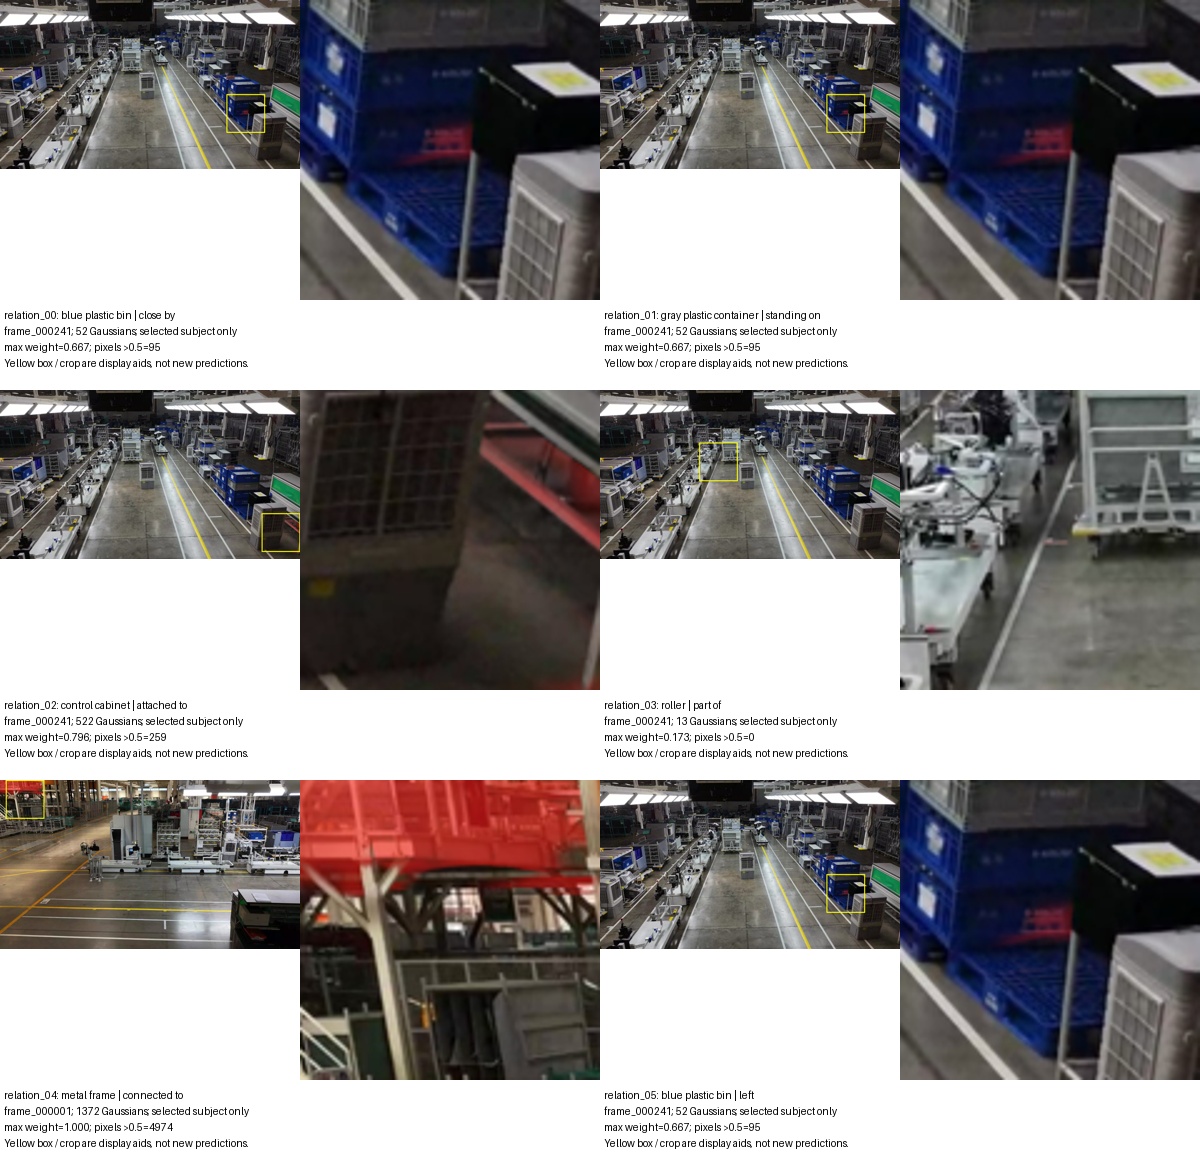 relation_00: blue plastic bin | close by
frame_000241; 52 Gaussians; selected subject only
max weight=0.667; pixels >0.5=95
Yellow box / crop are display aids, not new predictions.
relation_01: gray plastic container | standing on
frame_000241; 52 Gaussians; selected subject only
max weight=0.667; pixels >0.5=95
Yellow box / crop are display aids, not new predictions.
relation_02: control cabinet | attached to
frame_000241; 522 Gaussians; selected subject only
max weight=0.796; pixels >0.5=259
Yellow box / crop are display aids, not new predictions.
relation_03: roller | part of
frame_000241; 13 Gaussians; selected subject only
max weight=0.173; pixels >0.5=0
Yellow box / crop are display aids, not new predictions.
relation_04: metal frame | connected to
frame_000001; 1372 Gaussians; selected subject only
max weight=1.000; pixels >0.5=4974
Yellow box / crop are display aids, not new predictions.
relation_05: blue plastic bin | left
frame_000241; 52 Gaussians; selected subject only
max weight=0.667; pixels >0.5=95
Yellow box / crop are display aids, not new predictions.